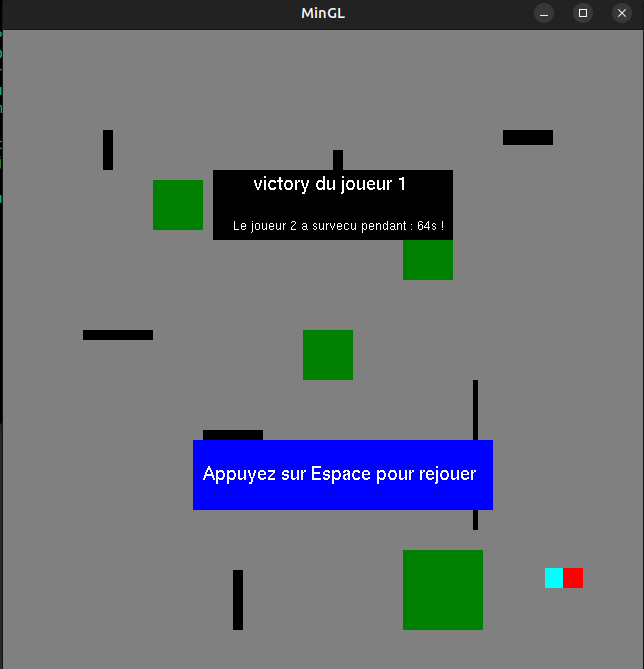 MinGL
victory du joueur 1
Le joueur 2 a survecu pendant : 64s !
Appuyez sur Espace pour rejouer